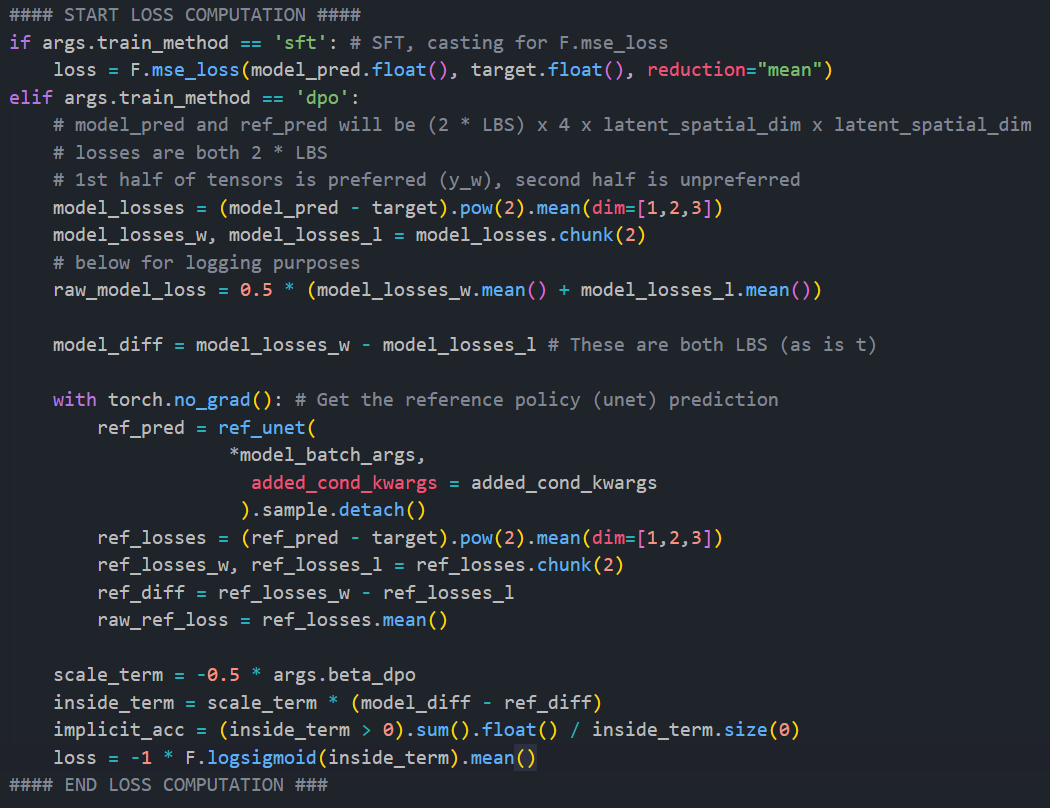 #### START LOSS COMPUTATION ####
if args.train_method == 'sft': # SFT, casting for F.mse_loss
    loss = F.mse_loss(model_pred.float(), target.float(), reduction="mean")
elif args.train_method == 'dpo':
    # model_pred and ref_pred will be (2 * LBS) x 4 x latent_spatial_dim x latent_spatial_dim
    # losses are both 2 * LBS
    # 1st half of tensors is preferred (y_w), second half is unpreferred
    model_losses = (model_pred - target).pow(2).mean(dim=[1,2,3])
    model_losses_w, model_losses_l = model_losses.chunk(2)
    # below for logging purposes
    raw_model_loss = 0.5 * (model_losses_w.mean() + model_losses_l.mean())

    model_diff = model_losses_w - model_losses_l # These are both LBS (as is t)

    with torch.no_grad(): # Get the reference policy (unet) prediction
        ref_pred = ref_unet(
                    *model_batch_args,
                      added_cond_kwargs = added_cond_kwargs
                     ).sample.detach()
        ref_losses = (ref_pred - target).pow(2).mean(dim=[1,2,3])
        ref_losses_w, ref_losses_l = ref_losses.chunk(2)
        ref_diff = ref_losses_w - ref_losses_l
        raw_ref_loss = ref_losses.mean()

    scale_term = -0.5 * args.beta_dpo
    inside_term = scale_term * (model_diff - ref_diff)
    implicit_acc = (inside_term > 0).sum().float() / inside_term.size(0)
    loss = -1 * F.logsigmoid(inside_term).mean()
#### END LOSS COMPUTATION ###